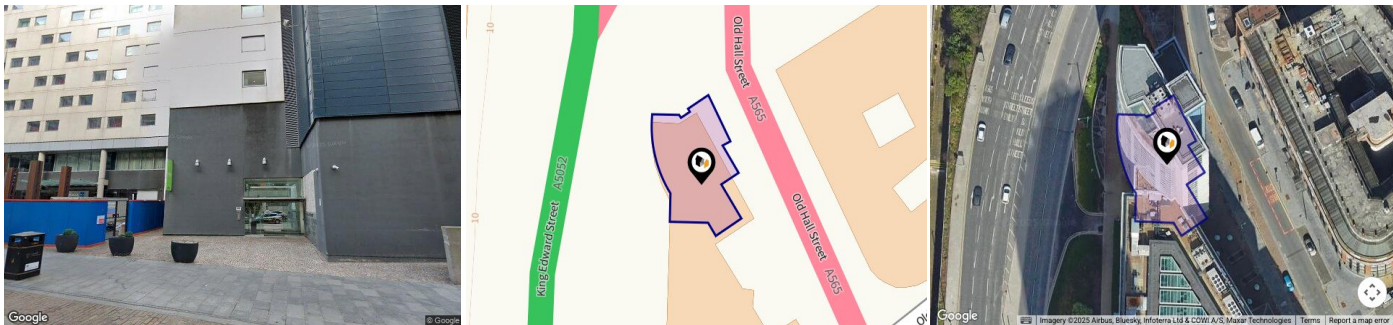 Google
© Google
10
10
King Edward Street A5052
Old Hall Street A565
Old Hall Street A565
Ol
Google
Imagery ©2025 Airbus, Bluesky, Infoterra Ltd & COWI A/S, Maxar Technologies
Terms
Report a map error